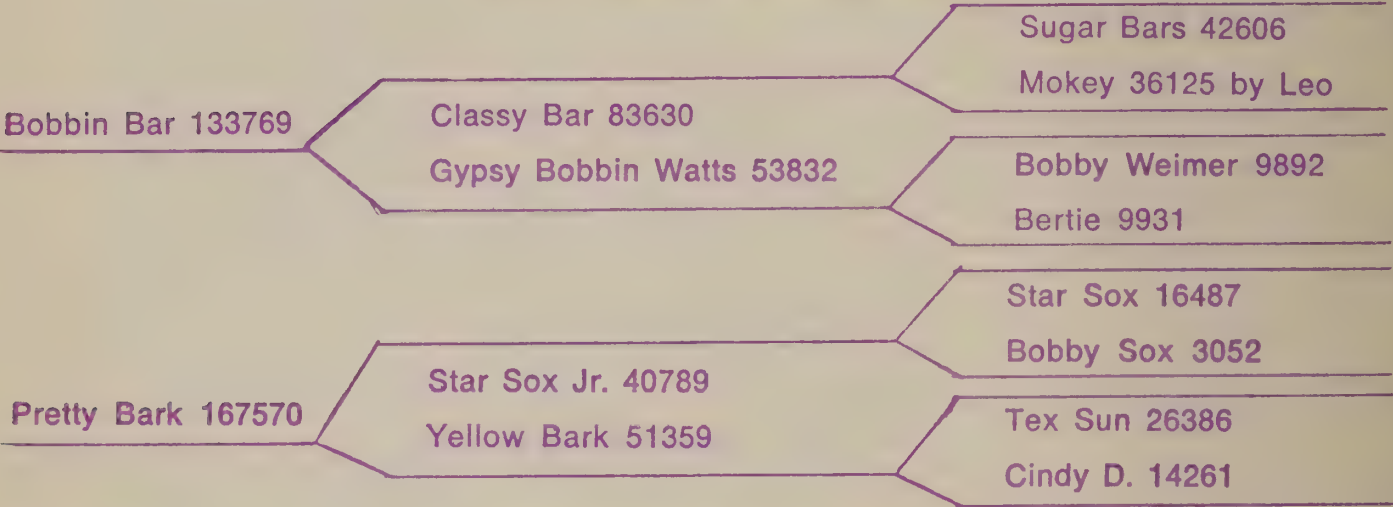 Sugar Bars 42606
Mokey 36125 by Leo
Classy Bar 83630
Bobbin Bar 133769
Gypsy Bobbin Watts 53832
Bobby Weimer 9892
Bertie 9931
Star Sox 16487
Bobby Sox 3052
Star Sox Jr. 40789
Pretty Bark 167570
Yellow Bark 51359
Tex Sun 26386
Cindy D. 14261